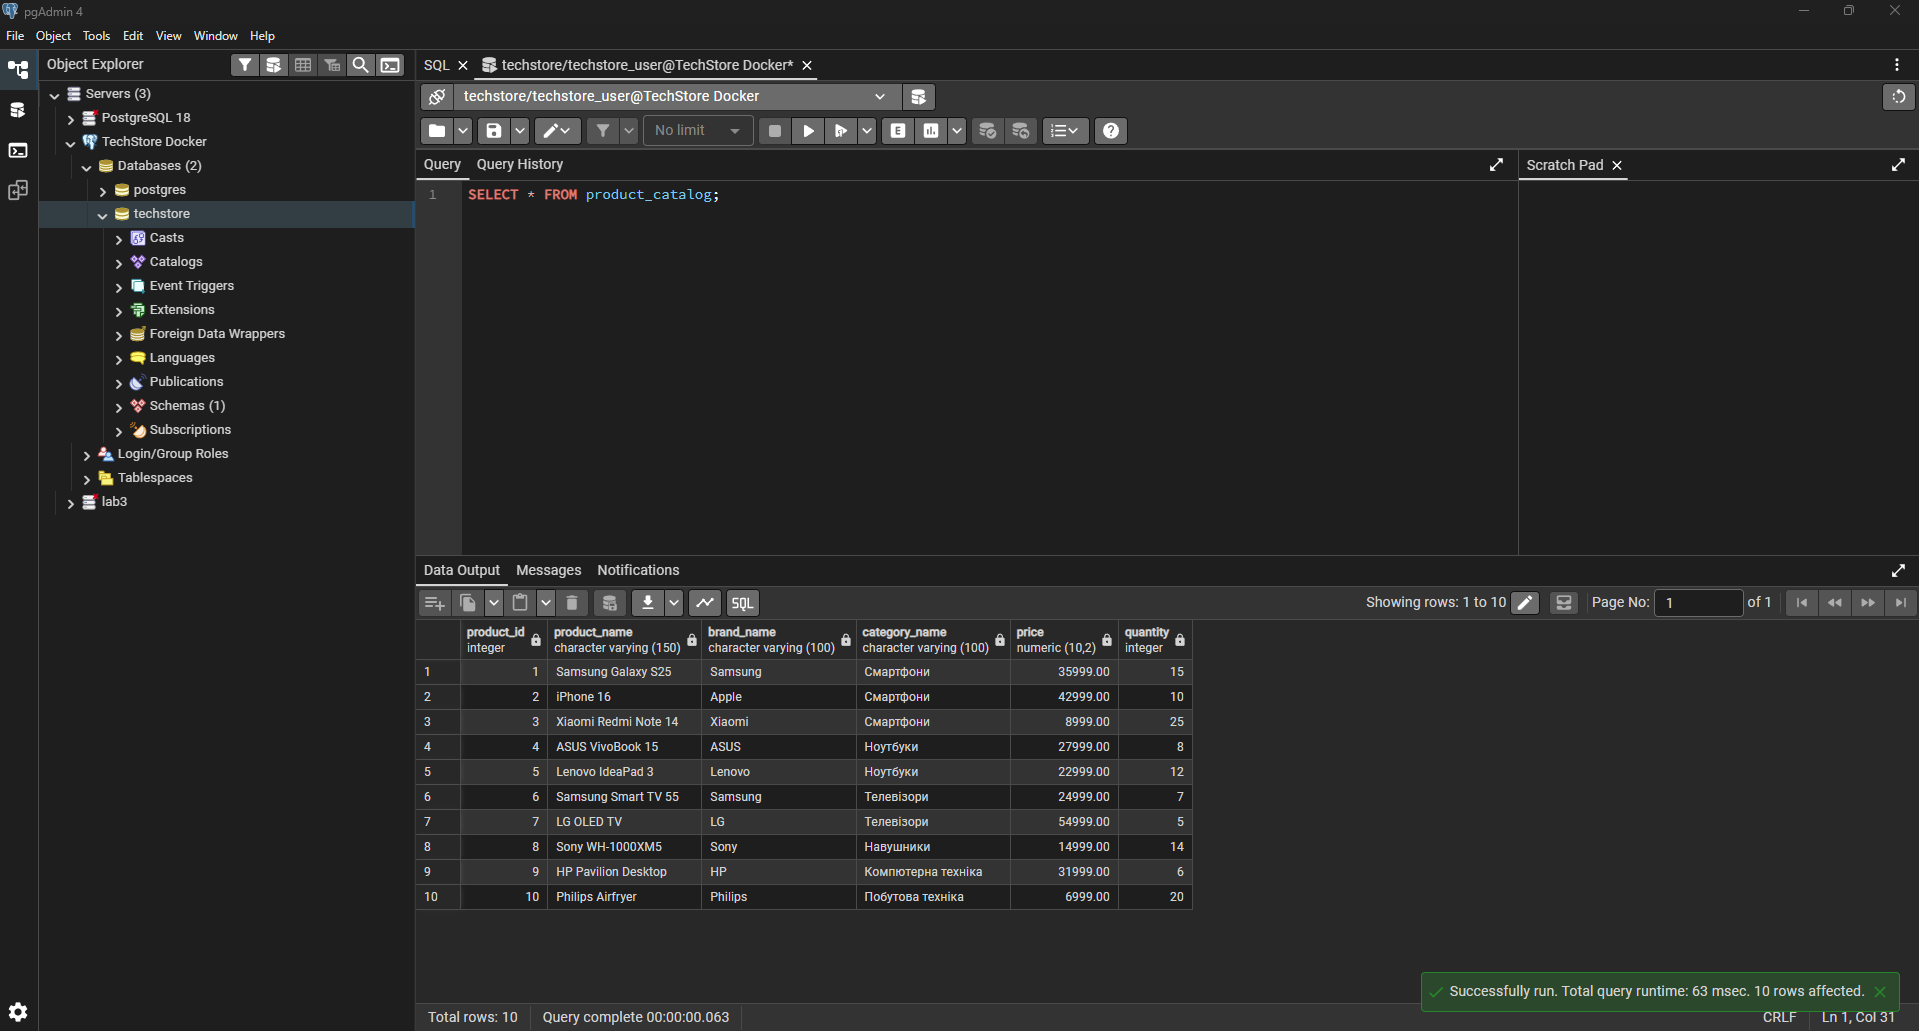 pgAdmin 4
File Object Tools Edit View Window Help
Object Explorer
SQL techstore/techstore_user@TechStore Docker*
Servers (3)
PostgreSQL 18
TechStore Docker
Databases (2)
postgres
techstore
Casts
Catalogs
Event Triggers
Extensions
Foreign Data Wrappers
Languages
Publications
Schemas (1)
Subscriptions
Login/Group Roles
Tablespaces
lab3
techstore/techstore_user@TechStore Docker
No limit E
Query Query History
Scratch Pad
1 SELECT * FROM product_catalog;
Data Output Messages Notifications
SQL Showing rows: 1 to 10 Page No: 1 of 1
product_id product_name brand_name category_name price quantity
integer character varying (150) character varying (100) character varying (100) numeric (10,2) integer
1 1 Samsung Galaxy S25 Samsung Смартфони 35999.00 15
2 2 iPhone 16 Apple Смартфони 42999.00 10
3 3 Xiaomi Redmi Note 14 Xiaomi Смартфони 8999.00 25
4 4 ASUS VivoBook 15 ASUS Ноутбуки 27999.00 8
5 5 Lenovo IdeaPad 3 Lenovo Ноутбуки 22999.00 12
6 6 Samsung Smart TV 55 Samsung Телевізори 24999.00 7
7 7 LG OLED TV LG Телевізори 54999.00 5
8 8 Sony WH-1000XM5 Sony Навушники 14999.00 14
9 9 HP Pavilion Desktop HP Компютерна техніка 31999.00 6
10 10 Philips Airfryer Philips Побутова техніка 6999.00 20
Successfully run. Total query runtime: 63 msec. 10 rows affected.
Total rows: 10 Query complete 00:00:00.063 CRLF Ln 1, Col 31